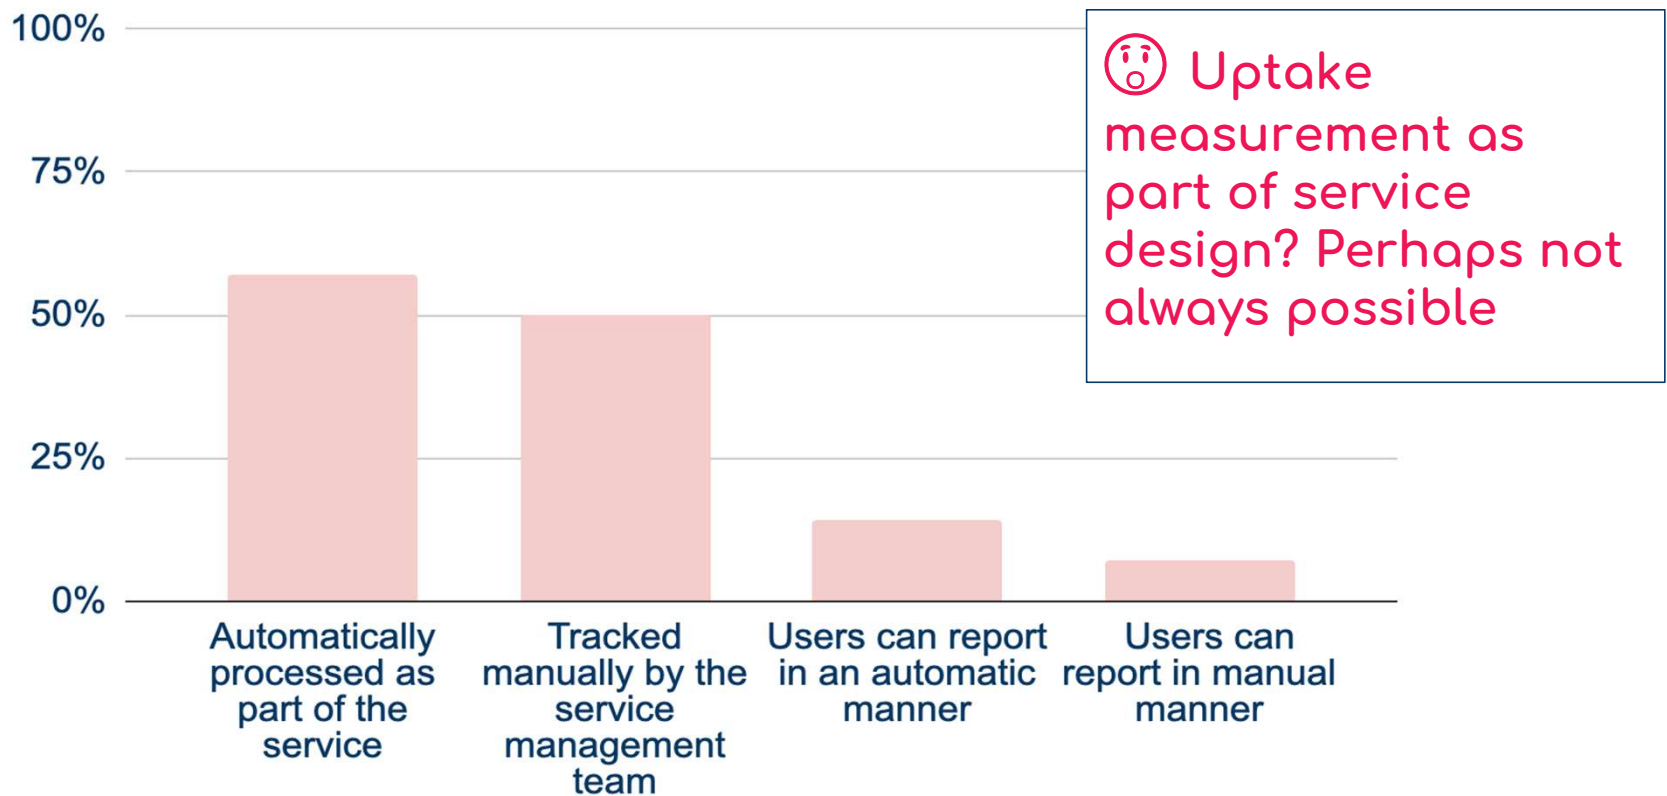 100%
75%
50%
25%
0%
Automatically
processed as
part of the
service
Tracked
manually by the
service
management
team
Users can report
in an automatic
manner
Users can
report in manual
manner
Uptake
measurement as
part of service
design? Perhaps not
always possible